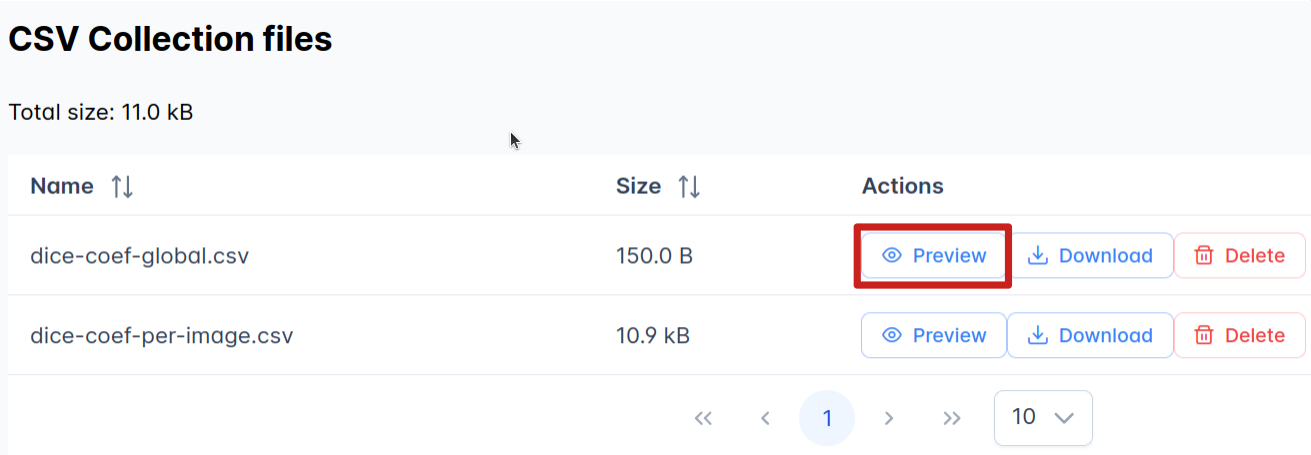 CSV Collection files
Total size: 11.0 kB
Name Size Actions
dice-coef-global.csv 150.0 B Preview Download Delete
dice-coef-per-image.csv 10.9 kB Preview Download Delete
1 10